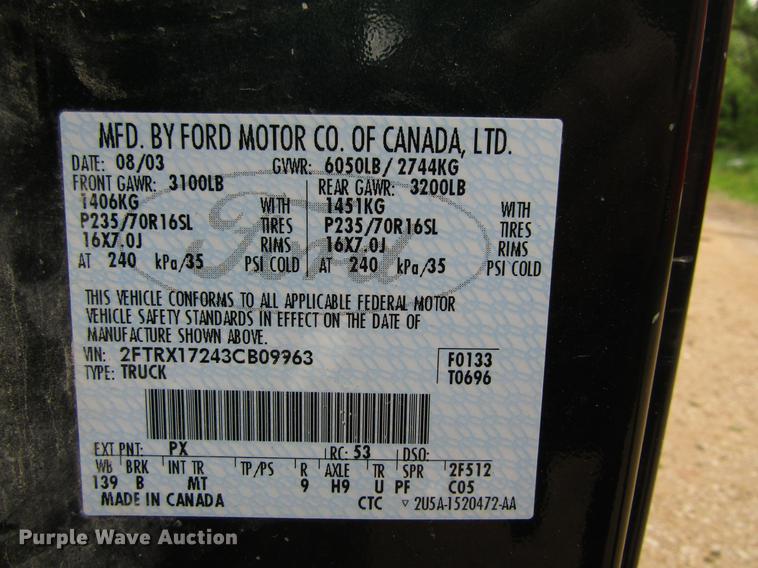 MFD. BY FORD MOTOR CO. OF CANADA, LTD.
DATE: 08/03 GVWR: 6050LB/ 2744KG
FRONT GAWR: 3100LB REAR GAWR: 3200LB
1406KG WITH 1451KG WITH
P235/70R16SL TIRES P235/70R16SL TIRES
16X7.0J RIMS 16X7.0J RIMS
AT 240 kPa/35 PSI COLD AT 240 kPa/35 PSI COLD
Ford
THIS VEHICLE CONFORMS TO ALL APPLICABLE FEDERAL MOTOR
VEHICLE SAFETY STANDARDS IN EFFECT ON THE DATE OF
MANUFACTURE SHOWN ABOVE.
VIN: 2FTRX17243CB09963 F0133
TYPE: TRUCK T0696
EXT PNT: PX RC: 53 DSO:
WB BRK INT TR TP/PS R AXLE TR SPR 2F512
139 B MT 9 H9 U PF C05
MADE IN CANADA CTC ▽ 2U5A-1520472-AA
Purple Wave Auction